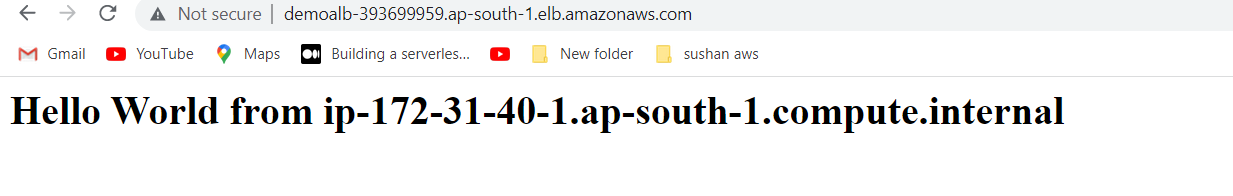 Not secure | demoalb-393699959.ap-south-1.elb.amazonaws.com
Gmail YouTube Maps Building a serverles... New folder sushan aws
Hello World from ip-172-31-40-1.ap-south-1.compute.internal